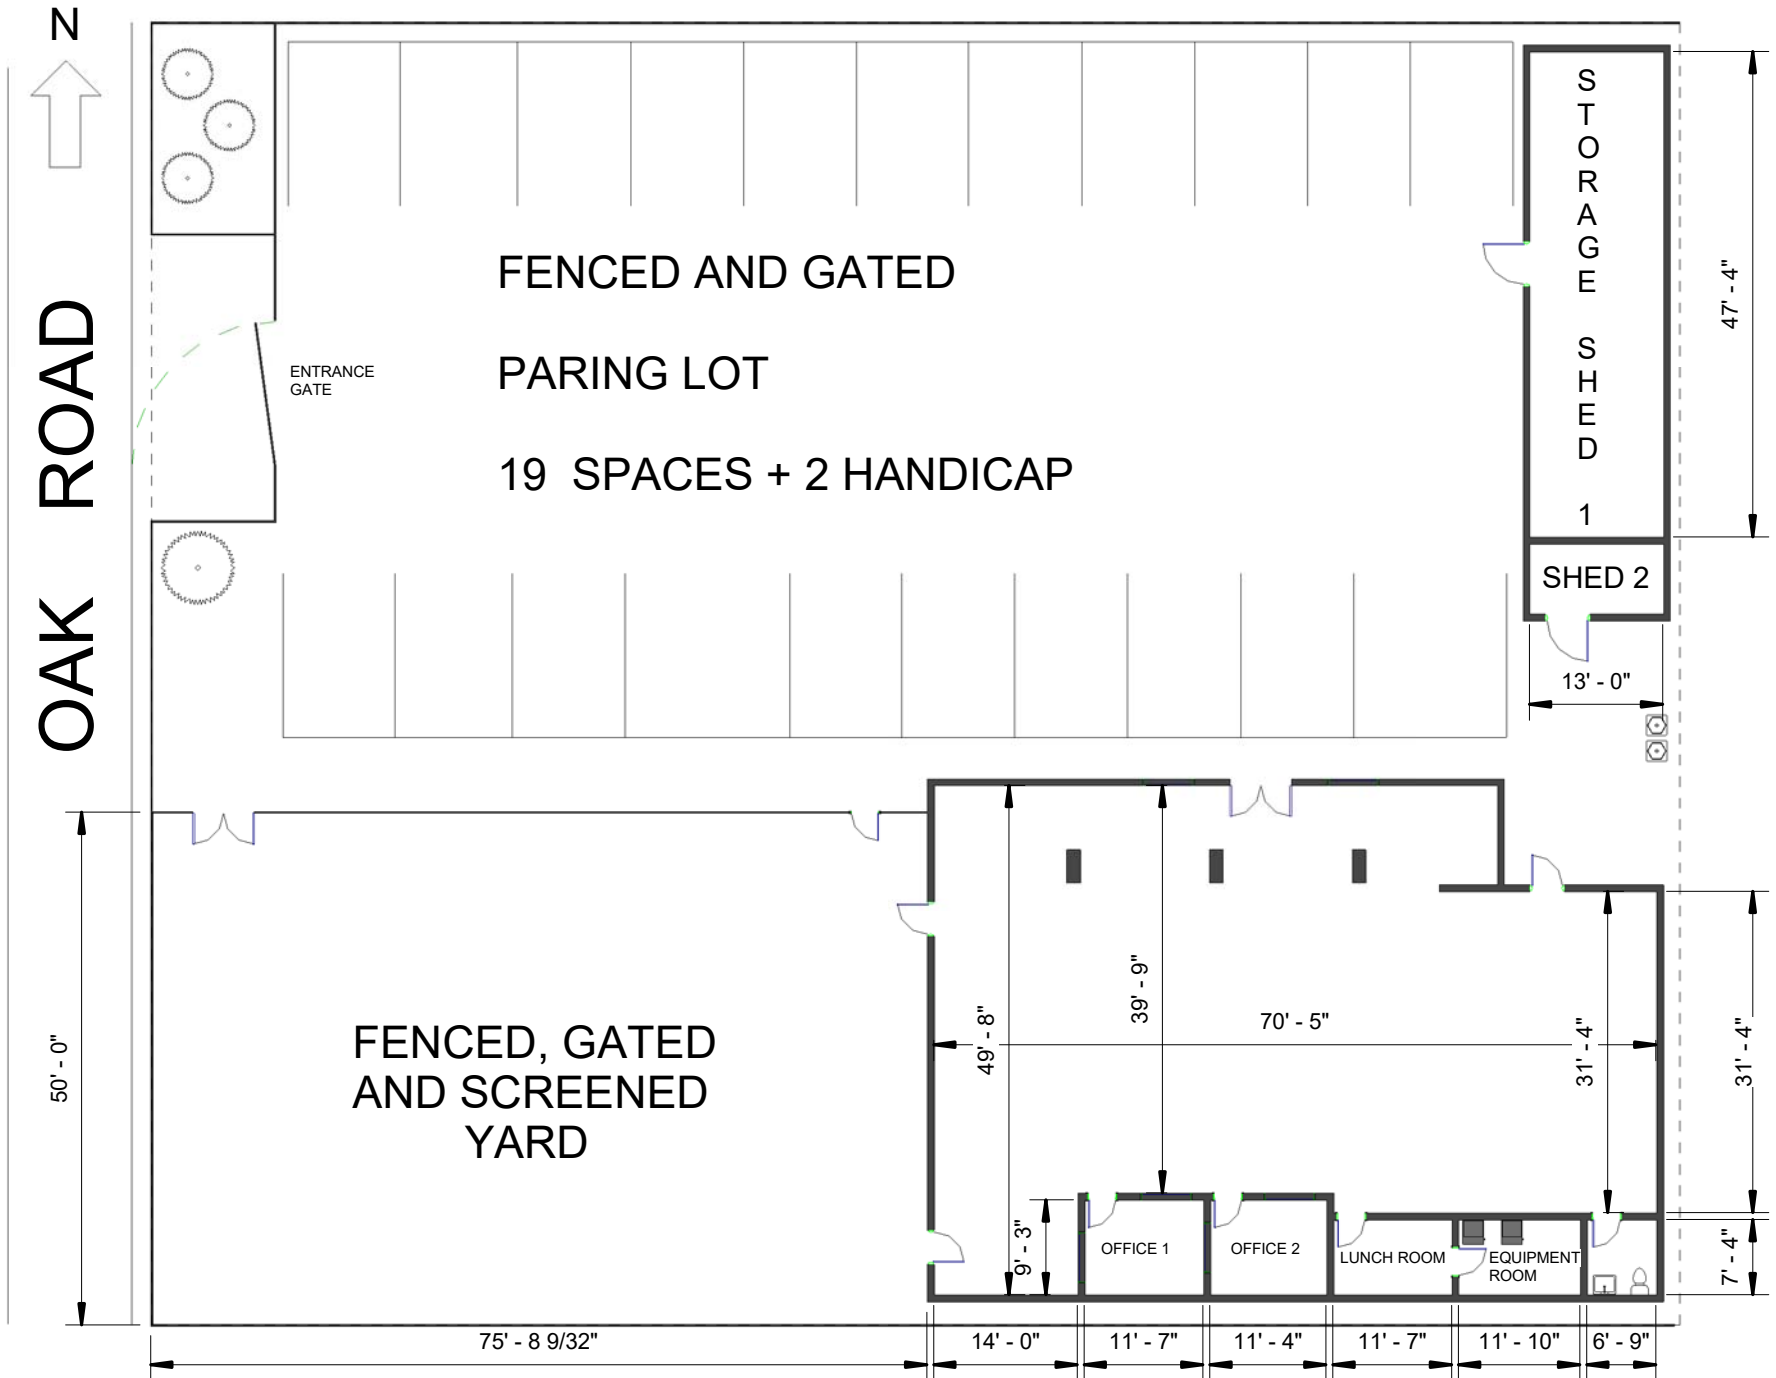 N
OAK ROAD
FENCED AND GATED
PARING LOT
19 SPACES + 2 HANDICAP
ENTRANCE
GATE
STORAGE SHED 1
47' - 4"
SHED 2
13' - 0"
FENCED, GATED
AND SCREENED
YARD
50' - 0"
75' - 8 9/32"
49' - 8"
39' - 9"
70' - 5"
31' - 4"
31' - 4"
9' - 3"
OFFICE 1
OFFICE 2
LUNCH ROOM
EQUIPMENT
ROOM
7' - 4"
14' - 0"
11' - 7"
11' - 4"
11' - 7"
11' - 10"
6' - 9"